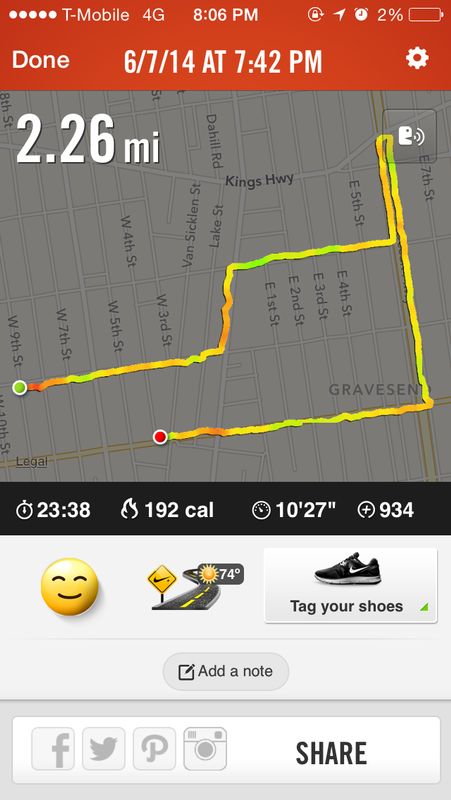 T-Mobile 4G 8:06 PM 2%
Done 6/7/14 AT 7:42 PM
2.26 mi
8th St
Dahill Rd
Kings Hwy
E 7th St
E 5th St
Van Sicklen St
Lake St
W 4th St
E 4th St
E 3rd St
E 2nd St
E 1st St
W 3rd St
W 5th St
W 7th St
W 9th St
W 10th St
GRAVESEND
Legal
23:38 192 cal 10'27" 934
74°
Tag your shoes
Add a note
SHARE